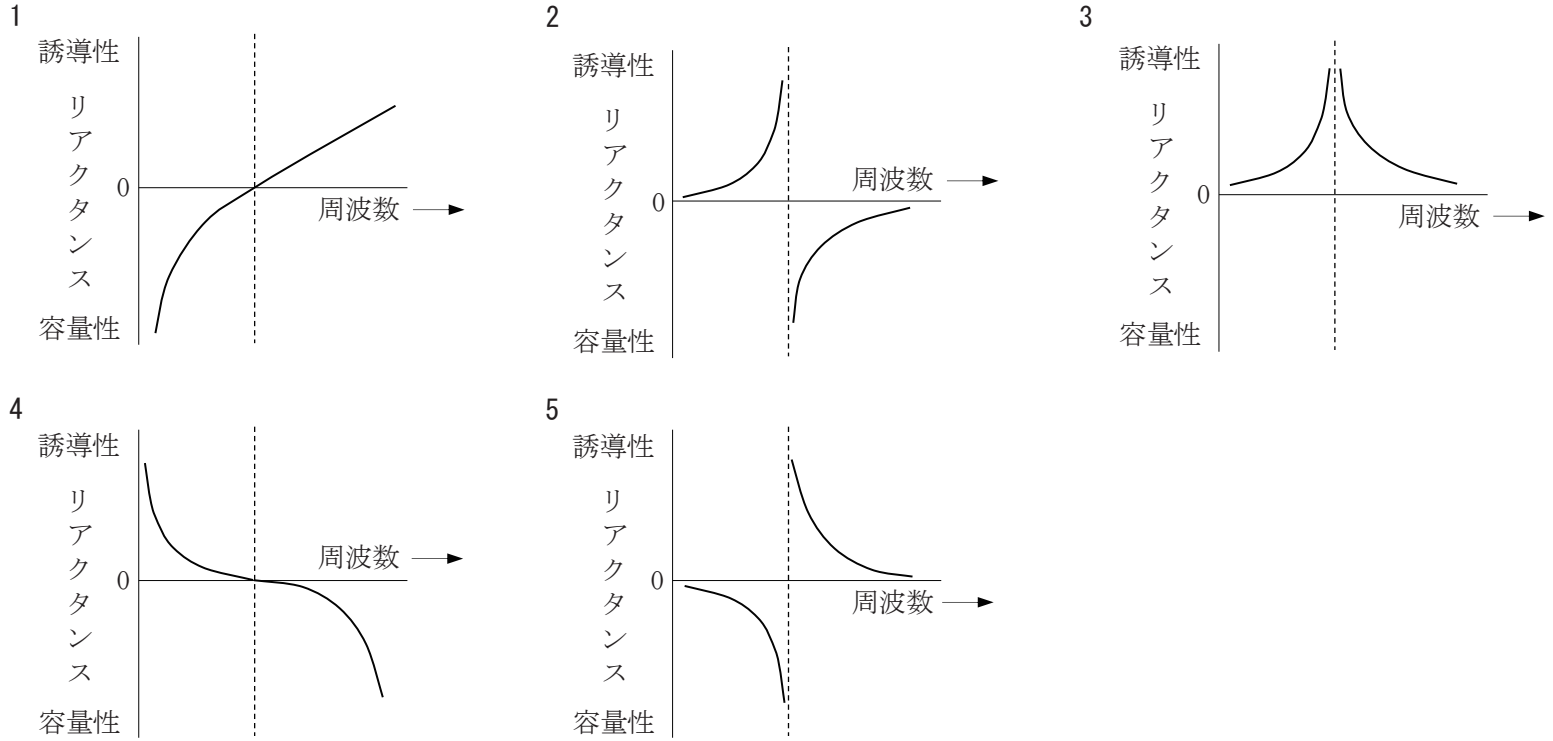 1
誘導性
リアクタンス
0
容量性
周波数
2
誘導性
リアクタンス
0
容量性
周波数
3
誘導性
リアクタンス
0
容量性
周波数
4
誘導性
リアクタンス
0
容量性
周波数
5
誘導性
リアクタンス
0
容量性
周波数